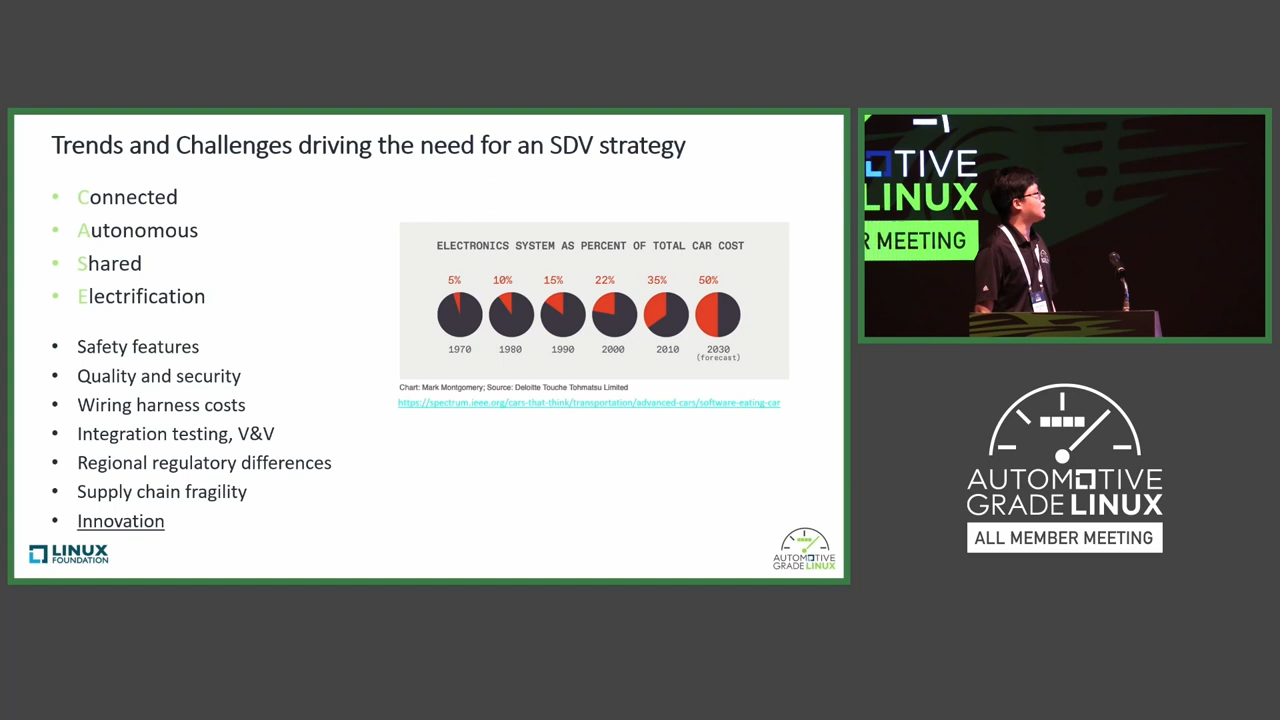 Trends and Challenges driving the need for an SDV strategy
• Connected
• Autonomous
• Shared
• Electrification
• Safety features
• Quality and security
• Wiring harness costs
• Integration testing, V&V
• Regional regulatory differences
• Supply chain fragility
• Innovation
ELECTRONICS SYSTEM AS PERCENT OF TOTAL CAR COST
5% 10% 15% 22% 35% 50%
1970 1980 1990 2000 2010 2030
(forecast)
Chart: Mark Montgomery; Source: Deloitte Touche Tohmatsu Limited
https://spectrum.ieee.org/cars-that-think/transportation/advanced-cars/software-eating-car
LINUX
FOUNDATION
AUTOMOTIVE
GRADE LINUX
OTIVE
LINUX
R MEETING
AUTOMOTIVE
GRADE LINUX
ALL MEMBER MEETING